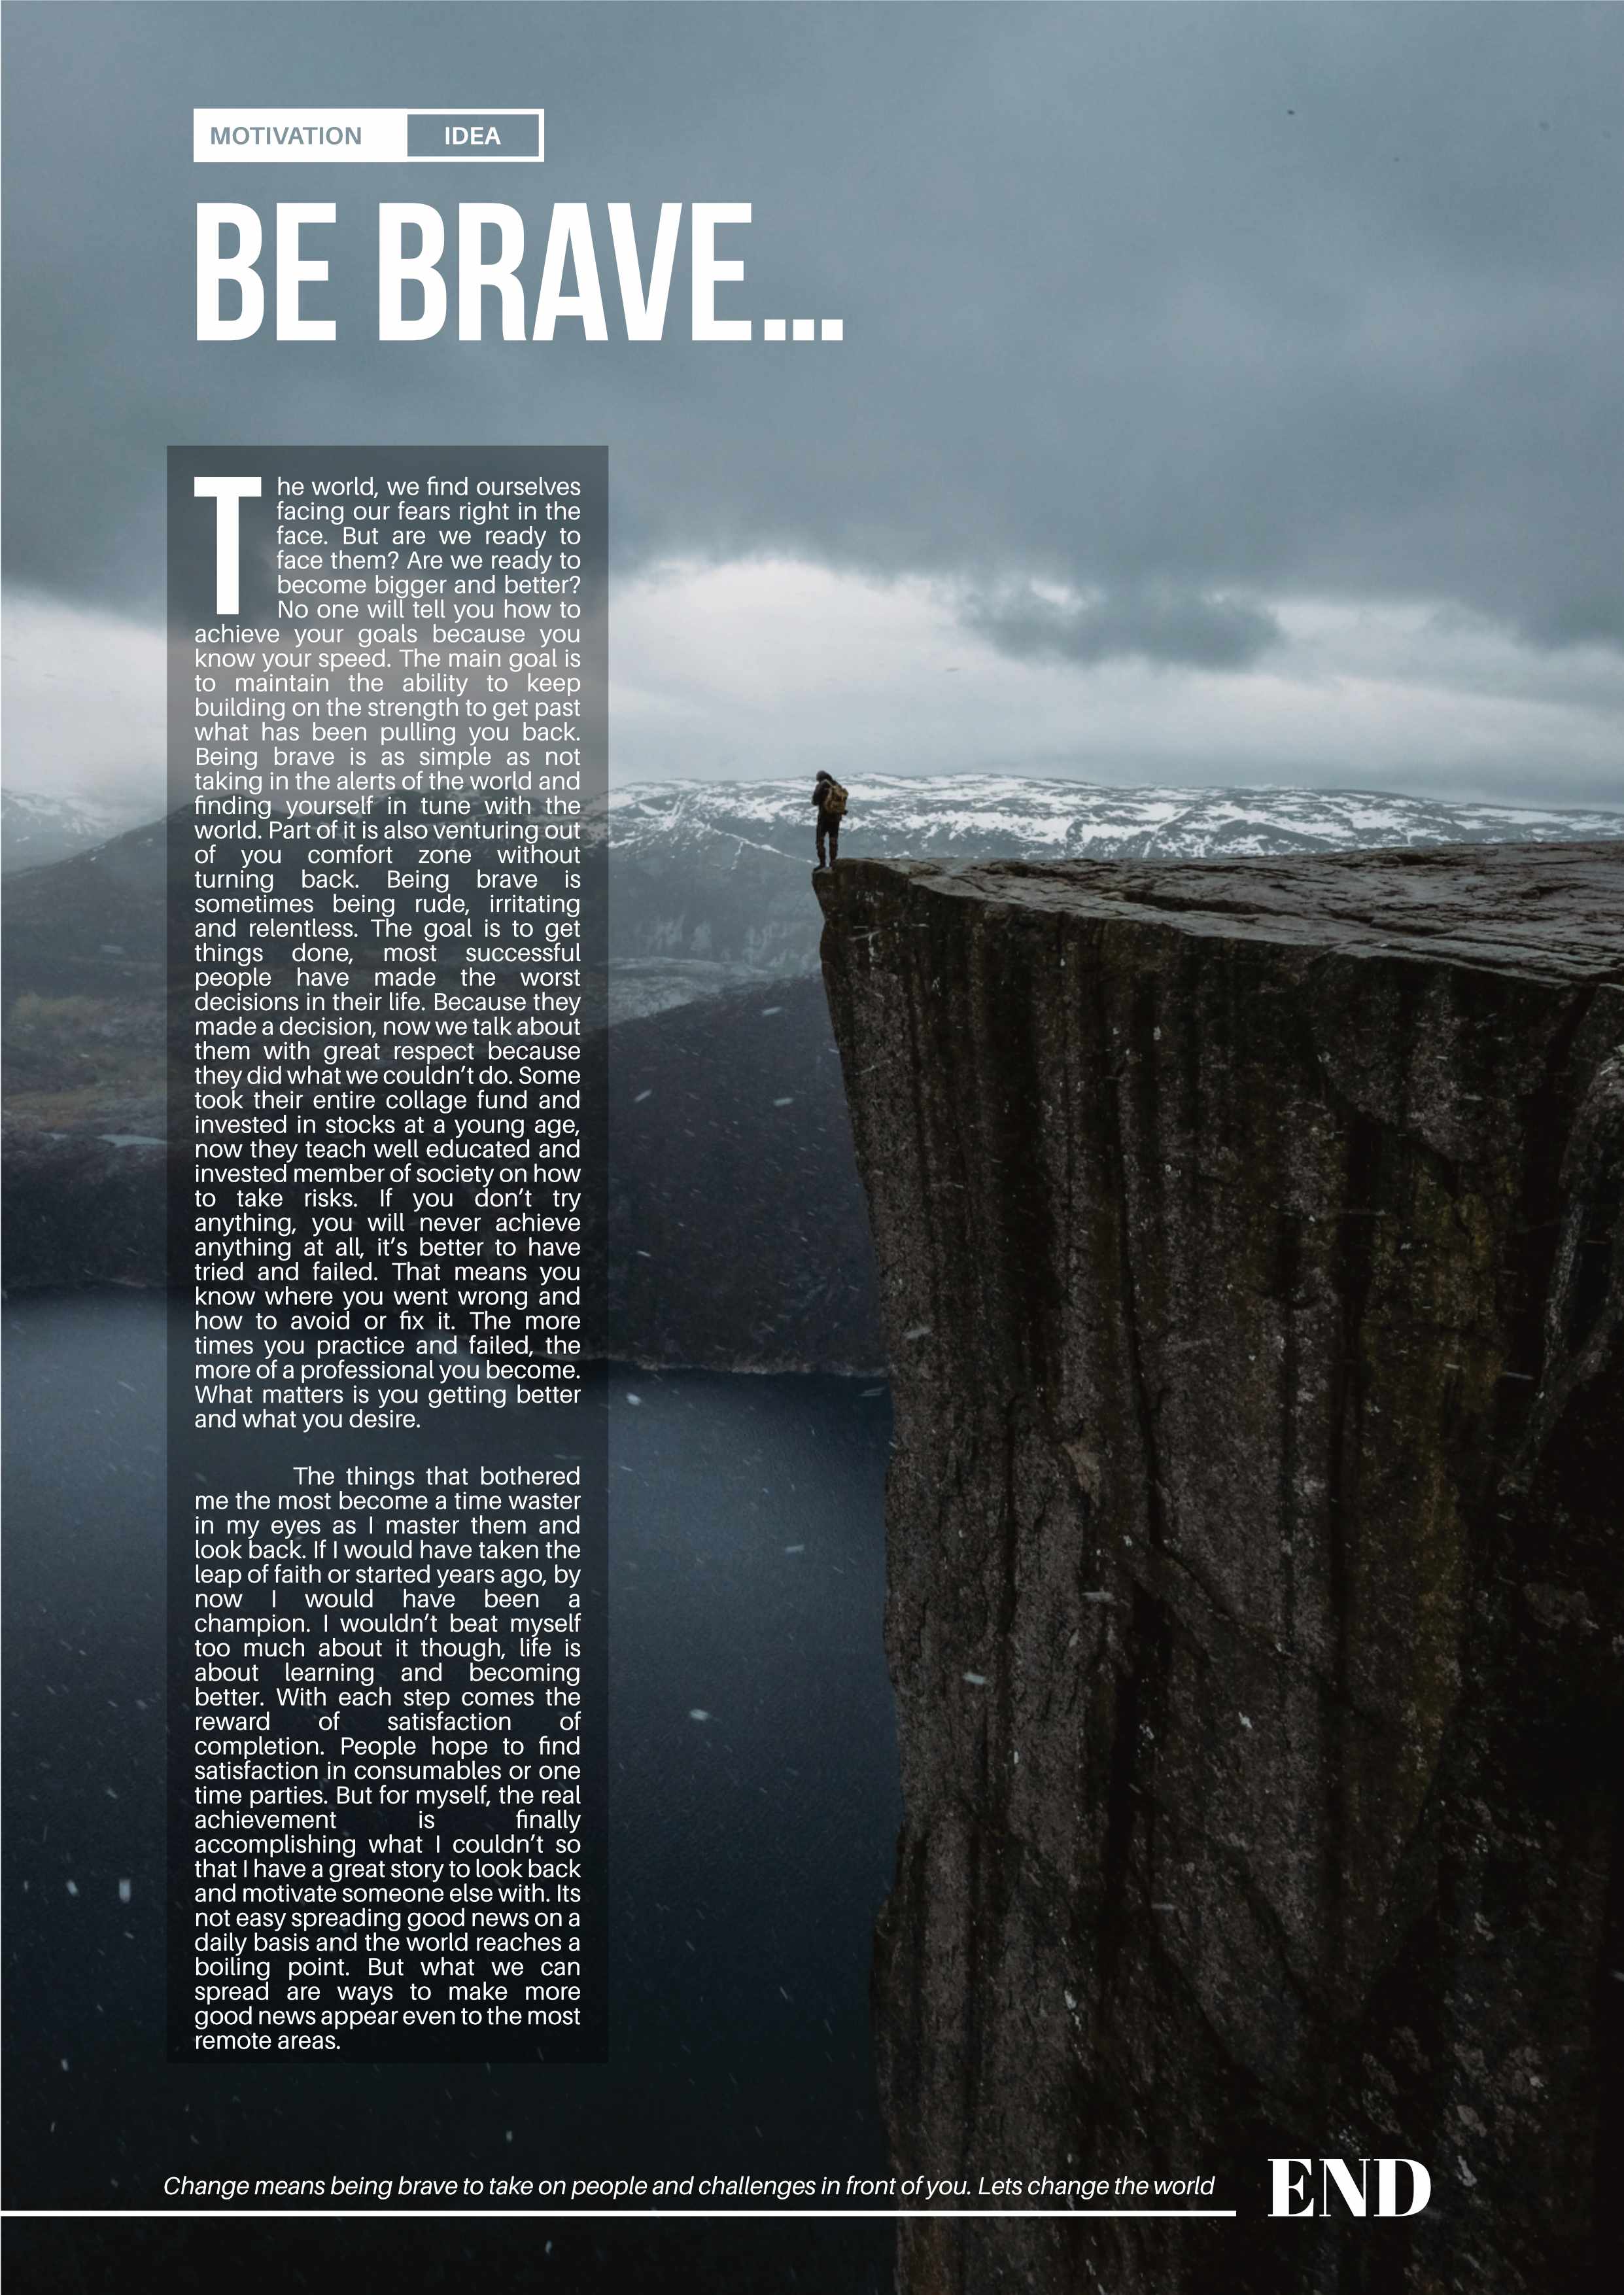 MOTIVATION IDEA
BE BRAVE...
The world, we find ourselves
facing our fears right in the
face. But are we ready to
face them? Are we ready to
become bigger and better?
No one will tell you how to
achieve your goals because you
know your speed. The main goal is
to maintain the ability to keep
building on the strength to get past
what has been pulling you back.
Being brave is as simple as not
taking in the alerts of the world and
finding yourself in tune with the
world. Part of it is also venturing out
of you comfort zone without
turning back. Being brave is
sometimes being rude, irritating
and relentless. The goal is to get
things done, most successful
people have made the worst
decisions in their life. Because they
made a decision, now we talk about
them with great respect because
they did what we couldn’t do. Some
took their entire collage fund and
invested in stocks at a young age,
now they teach well educated and
invested member of society on how
to take risks. If you don’t try
anything, you will never achieve
anything at all, it’s better to have
tried and failed. That means you
know where you went wrong and
how to avoid or fix it. The more
times you practice and failed, the
more of a professional you become.
What matters is you getting better
and what you desire.
The things that bothered
me the most become a time waster
in my eyes as I master them and
look back. If I would have taken the
leap of faith or started years ago, by
now I would have been a
champion. I wouldn’t beat myself
too much about it though, life is
about learning and becoming
better. With each step comes the
reward of satisfaction of
completion. People hope to find
satisfaction in consumables or one
time parties. But for myself, the real
achievement is finally
accomplishing what I couldn’t so
that I have a great story to look back
and motivate someone else with. Its
not easy spreading good news on a
daily basis and the world reaches a
boiling point. But what we can
spread are ways to make more
good news appear even to the most
remote areas.
Change means being brave to take on people and challenges in front of you. Lets change the world
END